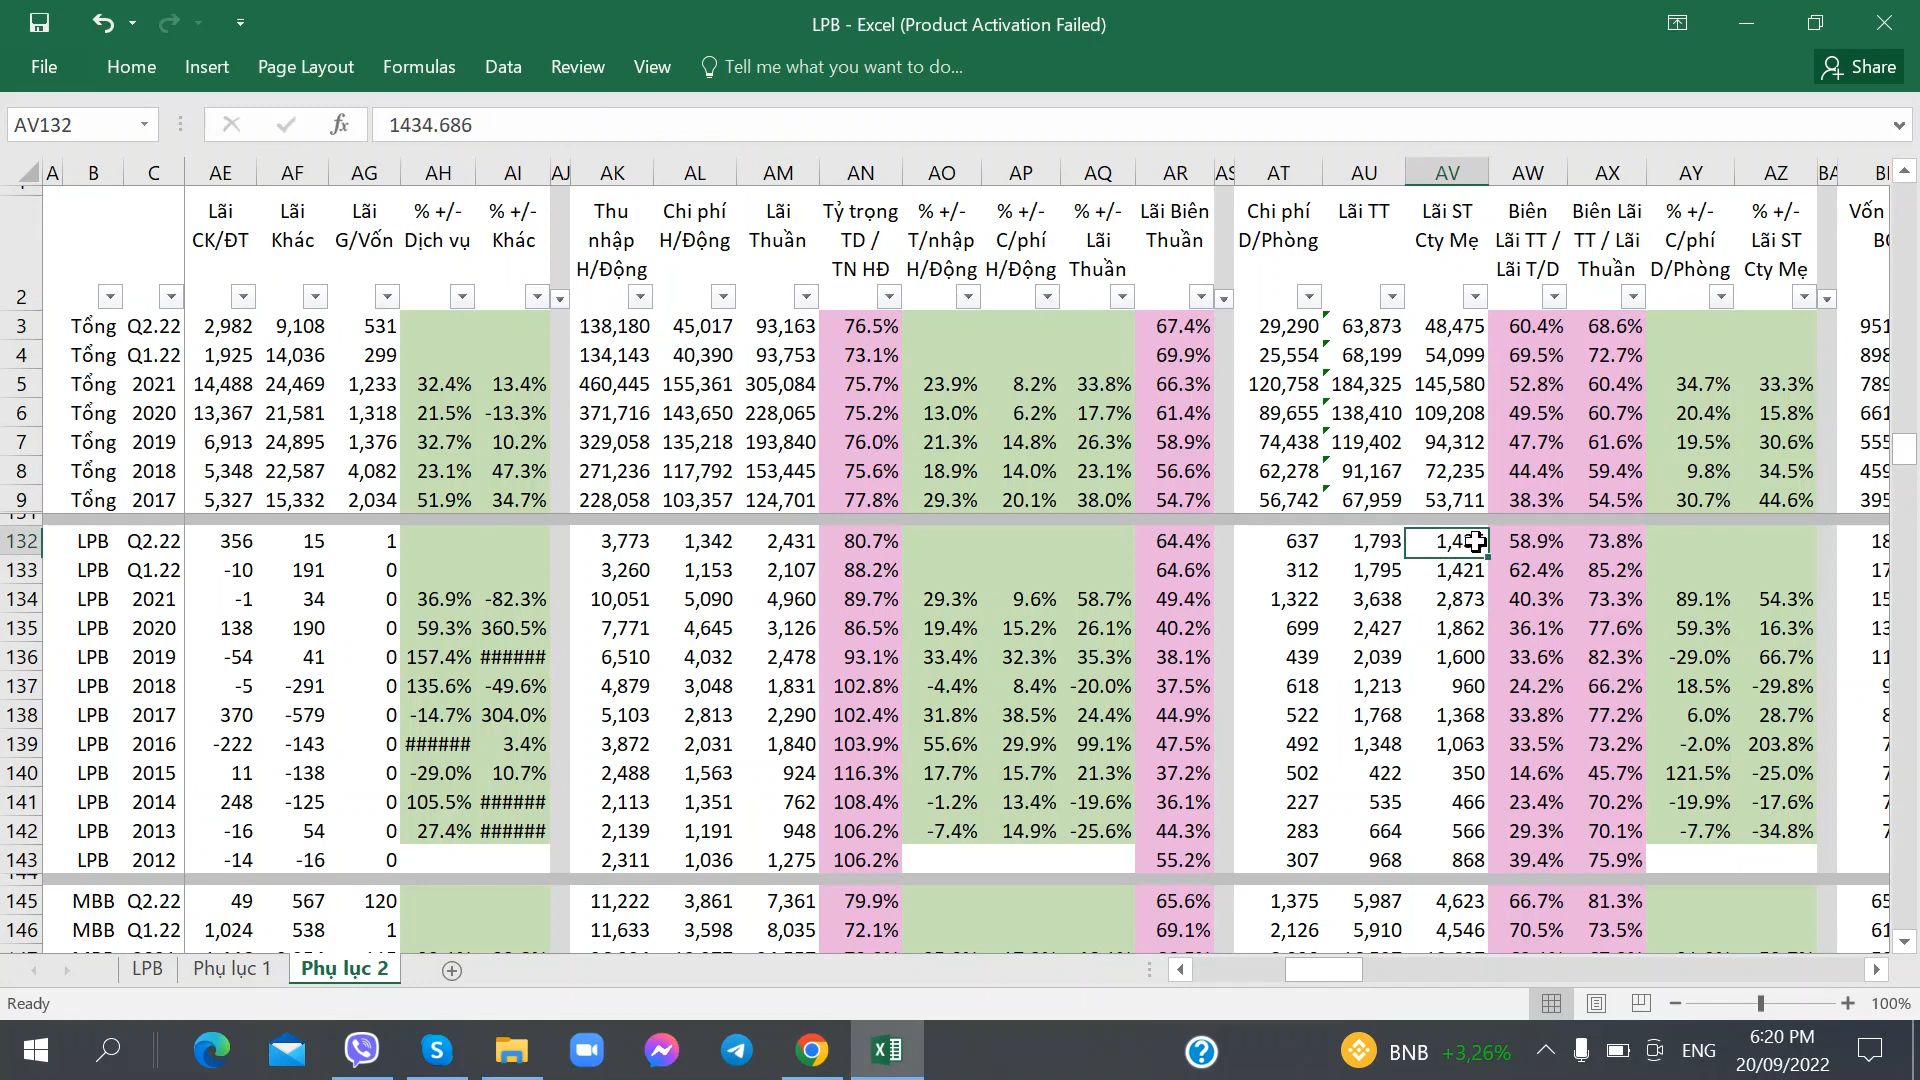 LPB - Excel (Product Activation Failed)
File Home Insert Page Layout Formulas Data Review View Tell me what you want to do... Share
AV132 fx 1434.686
A B C AE AF AG AH AI AJ AK AL AM AN AO AP AQ AR AS AT AU AV AW AX AY AZ BA
Lãi Lãi Lãi % +/- % +/- Thu Chi phí Lãi Tỷ trọng % +/- % +/- % +/- Lãi Biên Chi phí Lãi TT Lãi ST Biên Biên Lãi % +/- % +/- Vốn
CK/ĐT Khác G/Vốn Dịch vụ Khác nhập H/Động Thuần TD / T/nhập C/phí Lãi Thuần D/Phòng Cty Mẹ Lãi TT / TT / Lãi C/phí Lãi ST
H/Động TN HĐ H/Động H/Động Thuần Lãi T/D Thuần D/Phòng Cty Mẹ
2
3 Tổng Q2.22 2,982 9,108 531 138,180 45,017 93,163 76.5% 67.4% 29,290 63,873 48,475 60.4% 68.6% 951
4 Tổng Q1.22 1,925 14,036 299 134,143 40,390 93,753 73.1% 69.9% 25,554 68,199 54,099 69.5% 72.7% 898
5 Tổng 2021 14,488 24,469 1,233 32.4% 13.4% 460,445 155,361 305,084 75.7% 23.9% 8.2% 33.8% 66.3% 120,758 184,325 145,580 52.8% 60.4% 34.7% 33.3% 789
6 Tổng 2020 13,367 21,581 1,318 21.5% -13.3% 371,716 143,650 228,065 75.2% 13.0% 6.2% 17.7% 61.4% 89,655 138,410 109,208 49.5% 60.7% 20.4% 15.8% 661
7 Tổng 2019 6,913 24,895 1,376 32.7% 10.2% 329,058 135,218 193,840 76.0% 21.3% 14.8% 26.3% 58.9% 74,438 119,402 94,312 47.7% 61.6% 19.5% 30.6% 555
8 Tổng 2018 5,348 22,587 4,082 23.1% 47.3% 271,236 117,792 153,445 75.6% 18.9% 14.0% 23.1% 56.6% 62,278 91,167 72,235 44.4% 59.4% 9.8% 34.5% 459
9 Tổng 2017 5,327 15,332 2,034 51.9% 34.7% 228,058 103,357 124,701 77.8% 29.3% 20.1% 38.0% 54.7% 56,742 67,959 53,711 38.3% 54.5% 30.7% 44.6% 395
132 LPB Q2.22 356 15 1 3,773 1,342 2,431 80.7% 64.4% 637 1,793 58.9% 73.8% 18
133 LPB Q1.22 -10 191 0 3,260 1,153 2,107 88.2% 64.6% 312 1,795 1,421 62.4% 85.2% 17
134 LPB 2021 -1 34 0 36.9% -82.3% 10,051 5,090 4,960 89.7% 29.3% 9.6% 58.7% 49.4% 1,322 3,638 2,873 40.3% 73.3% 89.1% 54.3% 15
135 LPB 2020 138 190 0 59.3% 360.5% 7,771 4,645 3,126 86.5% 19.4% 15.2% 26.1% 40.2% 699 2,427 1,862 36.1% 77.6% 59.3% 16.3% 13
136 LPB 2019 -54 41 0 157.4% ###### 6,510 4,032 2,478 93.1% 33.4% 32.3% 35.3% 38.1% 439 2,039 1,600 33.6% 82.3% -29.0% 66.7% 11
137 LPB 2018 -5 -291 0 135.6% -49.6% 4,879 3,048 1,831 102.8% -4.4% 8.4% -20.0% 37.5% 618 1,213 960 24.2% 66.2% 18.5% -29.8% 9
138 LPB 2017 370 -579 0 -14.7% 304.0% 5,103 2,813 2,290 102.4% 31.8% 38.5% 24.4% 44.9% 522 1,768 1,368 33.8% 77.2% 6.0% 28.7% 8
139 LPB 2016 -222 -143 0 ###### 3.4% 3,872 2,031 1,840 103.9% 55.6% 29.9% 99.1% 47.5% 492 1,348 1,063 33.5% 73.2% -2.0% 203.8% 7
140 LPB 2015 11 -138 0 -29.0% 10.7% 2,488 1,563 924 116.3% 17.7% 15.7% 21.3% 37.2% 502 422 350 14.6% 45.7% 121.5% -25.0% 7
141 LPB 2014 248 -125 0 105.5% ###### 2,113 1,351 762 108.4% -1.2% 13.4% -19.6% 36.1% 227 535 466 23.4% 70.2% -19.9% -17.6% 7
142 LPB 2013 -16 54 0 27.4% ###### 2,139 1,191 948 106.2% -7.4% 14.9% -25.6% 44.3% 283 664 566 29.3% 70.1% -7.7% -34.8% 7
143 LPB 2012 -14 -16 0 2,311 1,036 1,275 106.2% 55.2% 307 968 868 39.4% 75.9%
145 MBB Q2.22 49 567 120 11,222 3,861 7,361 79.9% 65.6% 1,375 5,987 4,623 66.7% 81.3% 65
146 MBB Q1.22 1,024 538 1 11,633 3,598 8,035 72.1% 69.1% 2,126 5,910 4,546 70.5% 73.5% 61
LPB Phụ lục 1 Phụ lục 2
Ready 100%
BNB +3,26% ENG 6:20 PM
20/09/2022